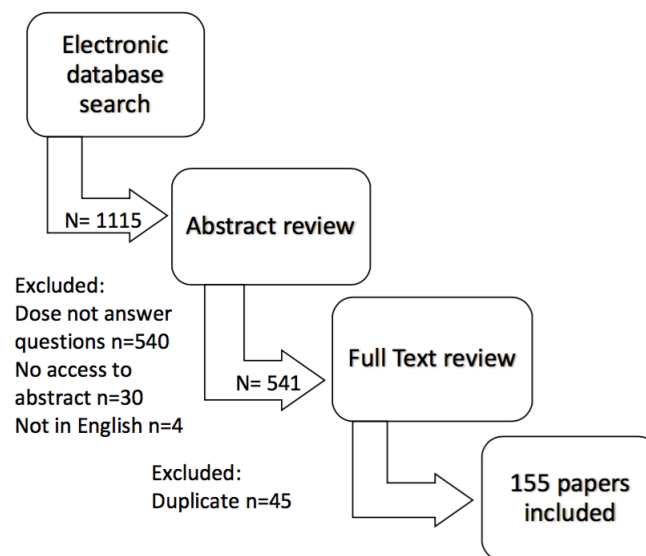 Electronic
database
search
N= 1115
Abstract review
Excluded:
Dose not answer
questions n=540
No access to
abstract n=30
Not in English n=4
N= 541
Full Text review
Excluded:
Duplicate n=45
155 papers
included